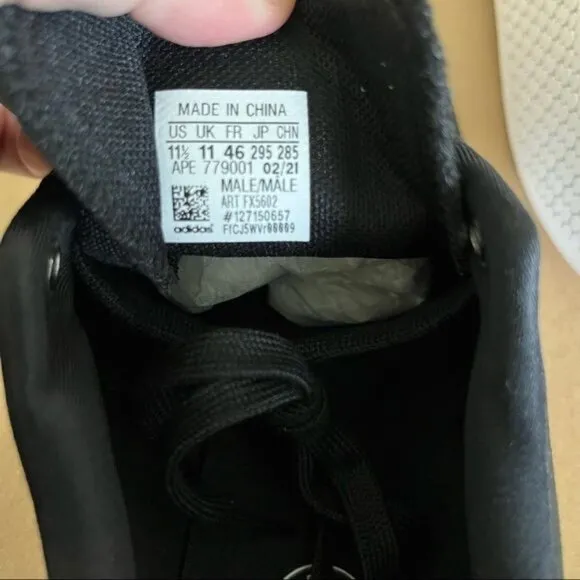 MADE IN CHINA
US UK FR JP CHN
11½ 11 46 295 285
APE 779001 02/21
MALE/MÂLE
ART FX5602
#127150657
adidas